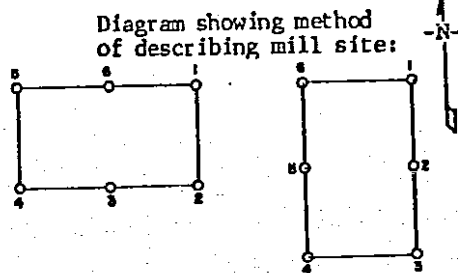 Diagram showing method
of describing mill site:
-N-
5 6 1
4 3 2
6 1
5 2
4 3